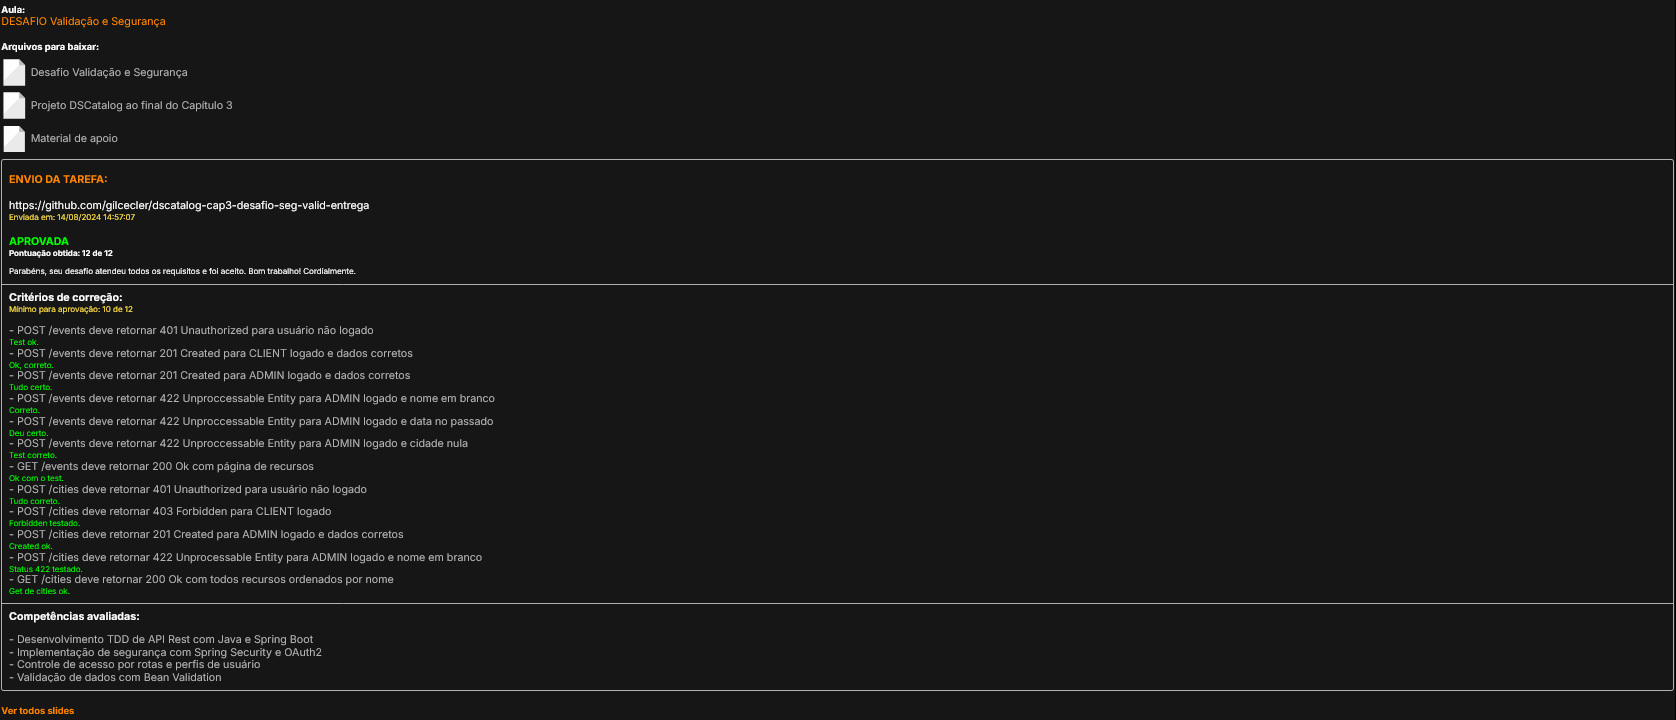 Aula:
DESAFIO Validação e Segurança
Arquivos para baixar:
Desafio Validação e Segurança
Projeto DSCatalog ao final do Capítulo 3
Material de apoio
ENVIO DA TAREFA:
https://github.com/gilcecler/dscatalog-cap3-desafio-seg-valid-entrega
Enviada em: 14/08/2024 14:57:07
APROVADA
Pontuação obtida: 12 de 12
Parabéns, seu desafio atendeu todos os requisitos e foi aceito. Bom trabalho! Cordialmente.
Critérios de correção:
Mínimo para aprovação: 10 de 12
- POST /events deve retornar 401 Unauthorized para usuário não logado
Test ok.
- POST /events deve retornar 201 Created para CLIENT logado e dados corretos
Ok, correto.
- POST /events deve retornar 201 Created para ADMIN logado e dados corretos
Tudo certo.
- POST /events deve retornar 422 Unproccessable Entity para ADMIN logado e nome em branco
Correto.
- POST /events deve retornar 422 Unproccessable Entity para ADMIN logado e data no passado
Deu certo.
- POST /events deve retornar 422 Unproccessable Entity para ADMIN logado e cidade nula
Test correto.
- GET /events deve retornar 200 Ok com página de recursos
Ok com o test.
- POST /cities deve retornar 401 Unauthorized para usuário não logado
Tudo correto.
- POST /cities deve retornar 403 Forbidden para CLIENT logado
Forbidden testado.
- POST /cities deve retornar 201 Created para ADMIN logado e dados corretos
Created ok.
- POST /cities deve retornar 422 Unprocessable Entity para ADMIN logado e nome em branco
Status 422 testado.
- GET /cities deve retornar 200 Ok com todos recursos ordenados por nome
Get de cities ok.
Competências avaliadas:
- Desenvolvimento TDD de API Rest com Java e Spring Boot
- Implementação de segurança com Spring Security e OAuth2
- Controle de acesso por rotas e perfis de usuário
- Validação de dados com Bean Validation
Ver todos slides